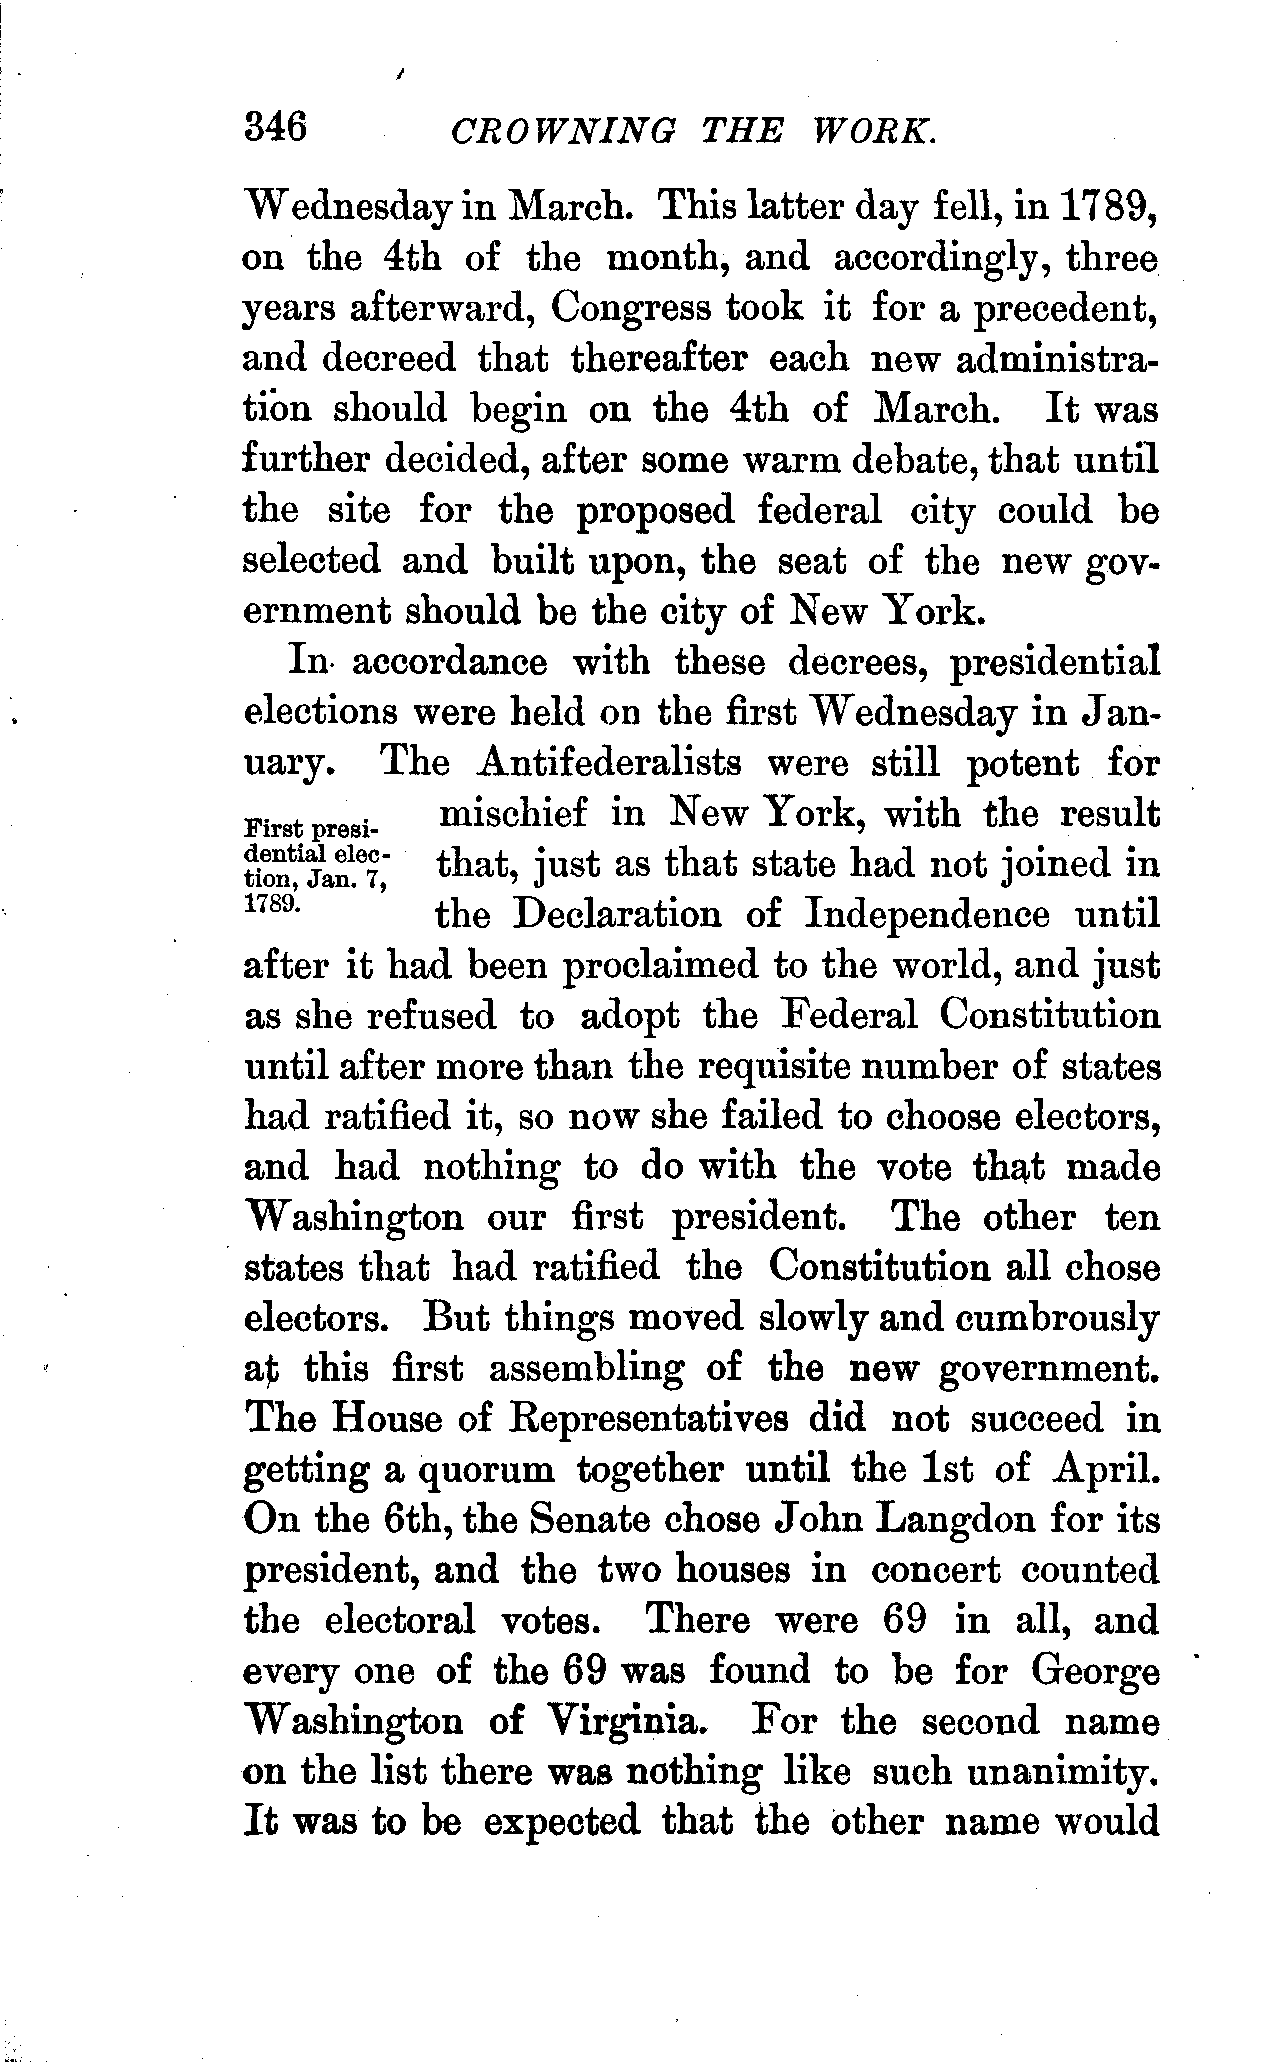 346 CROWNING THE WORK.
Wednesday in March. This latter day fell, in 1789,
on the 4th of the month, and accordingly, three
years afterward, Congress took it for a precedent,
and decreed that thereafter each new administra-
tion should begin on the 4th of March. It was
further decided, after some warm debate, that until
the site for the proposed federal city could be
selected and built upon, the seat of the new gov-
ernment should be the city of New York.
In accordance with these decrees, presidential
elections were held on the first Wednesday in Jan-
uary. The Antifederalists were still potent for
First presi-
dential elec-
tion, Jan. 7,
1789.
mischief in New York, with the result
that, just as that state had not joined in
the Declaration of Independence until
after it had been proclaimed to the world, and just
as she refused to adopt the Federal Constitution
until after more than the requisite number of states
had ratified it, so now she failed to choose electors,
and had nothing to do with the vote that made
Washington our first president. The other ten
states that had ratified the Constitution all chose
electors. But things moved slowly and cumbrously
at this first assembling of the new government.
The House of Representatives did not succeed in
getting a quorum together until the 1st of April.
On the 6th, the Senate chose John Langdon for its
president, and the two houses in concert counted
the electoral votes. There were 69 in all, and
every one of the 69 was found to be for George
Washington of Virginia. For the second name
on the list there was nothing like such unanimity.
It was to be expected that the other name would